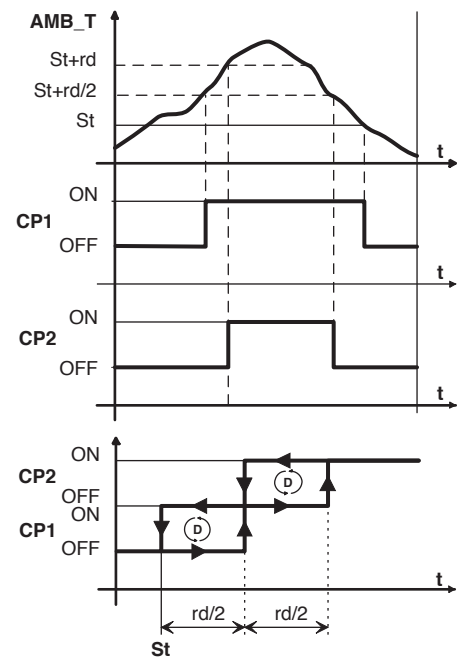 AMB_T
St+rd
St+rd/2
St
t
ON
CP1
OFF
t
ON
CP2
OFF
t
ON
CP2
D
OFF
ON
CP1
D
OFF
t
rd/2 rd/2
St